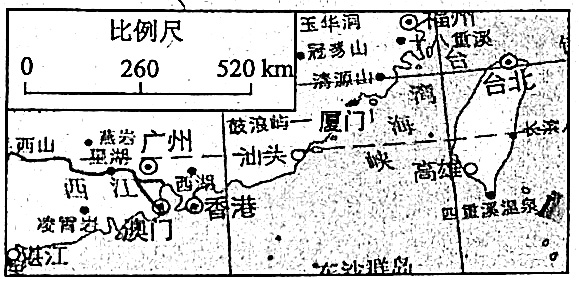 比例尺
0 260 520 km
玉华洞
福州
冠豸山
八重溪
清源山
台
湾
海
峡
台北
鼓浪屿
厦门
汕头
高雄
长滨
四重溪温泉
西山
燕岩
星湖
广州
西江
西湖
香港
澳门
凌霄岩
湛江
东沙群岛